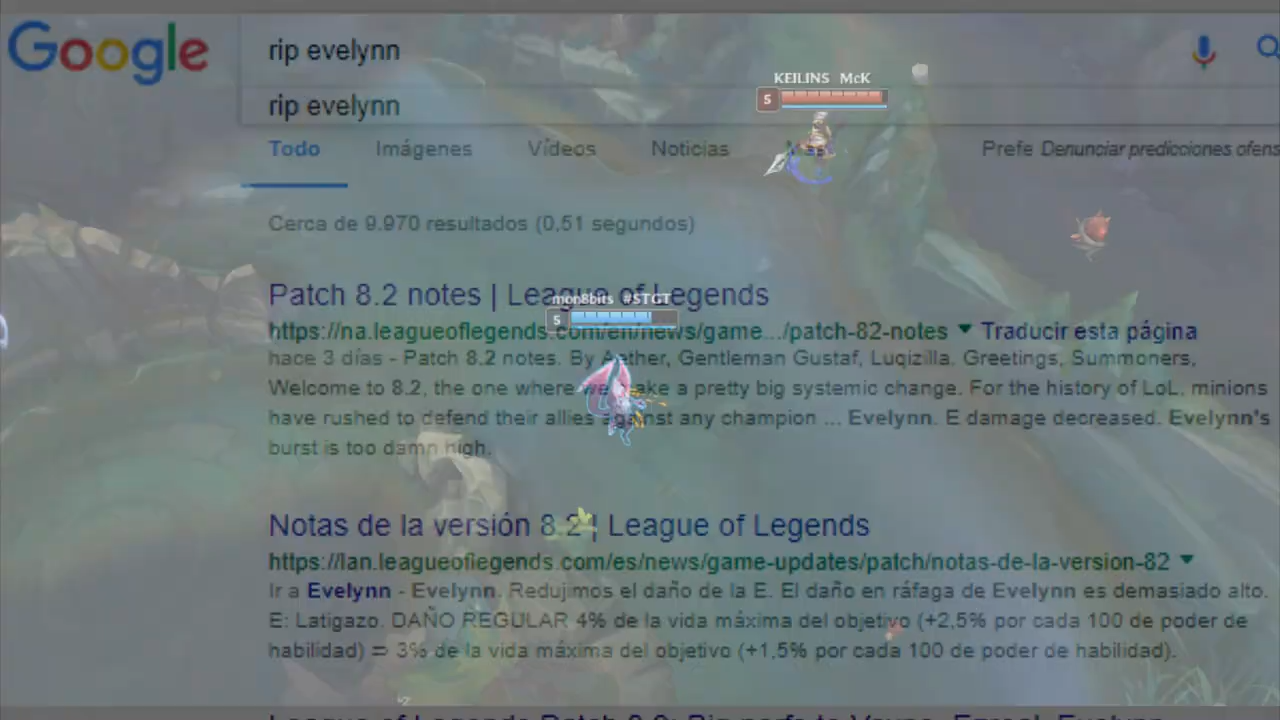 Google
rip evelynn
rip evelynn
KEILINS McK
5
Todo Imágenes Vídeos Noticias Más Prefe Denunciar predicciones ofens
Cerca de 9.970 resultados (0,51 segundos)
Patch 8.2 notes | League of Legends
mon8bits #STGT
5
https://na.leagueoflegends.com/en/news/game.../patch-82-notes Traducir esta página
hace 3 días - Patch 8.2 notes. By Aether, Gentleman Gustaf, Luqizilla. Greetings, Summoners,
Welcome to 8.2, the one where we make a pretty big systemic change. For the history of LoL, minions
have rushed to defend their allies against any champion ... Evelynn. E damage decreased. Evelynn's
burst is too damn high.
Notas de la versión 8.2 | League of Legends
https://lan.leagueoflegends.com/es/news/game-updates/patch/notas-de-la-version-82
Ir a Evelynn - Evelynn. Redujimos el daño de la E. El daño en ráfaga de Evelynn es demasiado alto.
E: Latigazo. DAÑO REGULAR 4% de la vida máxima del objetivo (+2,5% por cada 100 de poder de
habilidad) ⇒ 3% de la vida máxima del objetivo (+1,5% por cada 100 de poder de habilidad).